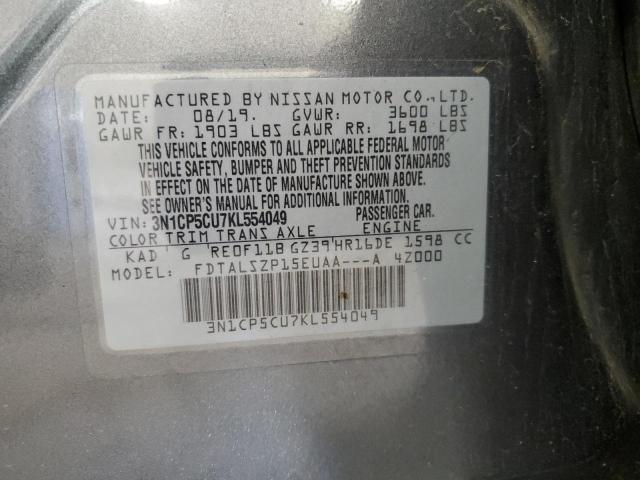 MANUFACTURED BY NISSAN MOTOR CO.,LTD.
DATE: 08/19. GVWR: 3600 LBS
GAWR FR: 1903 LBS GAWR RR: 1698 LBS
THIS VEHICLE CONFORMS TO ALL APPLICABLE FEDERAL MOTOR
VEHICLE SAFETY, BUMPER AND THEFT PREVENTION STANDARDS
IN EFFECT ON THE DATE OF MANUFACTURE SHOWN ABOVE.
SEE OWNER'S MANUAL FOR ADDITIONAL INFORMATION.
VIN: 3N1CP5CU7KL554049 PASSENGER CAR.
COLOR TRIM TRANS AXLE ENGINE
KAD G RE0F11B GZ39'HR16DE 1598 CC
MODEL: FDTALSZP15EUAA---A 4Z000
3N1CP5CU7KL554049